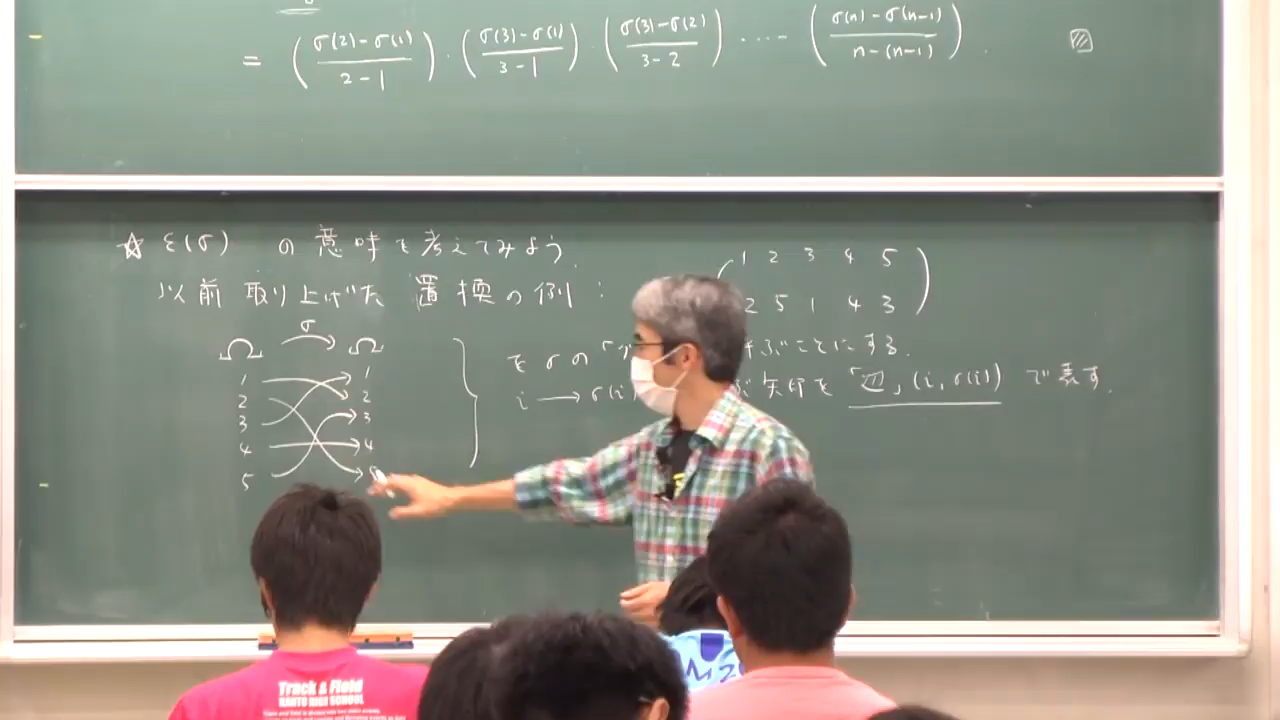 = ( (σ(2)-σ(1))/(2-1) ) · ( (σ(3)-σ(1))/(3-1) ) · ( (σ(3)-σ(2))/(3-2) ) ····· ( (σ(n)-σ(n-1))/(n-(n-1)) ) .
☆ ε(σ) の意味を考えてみよう.
以前取り上げた 置換の例 : ( 1 2 3 4 5
2 5 1 4 3 )
Ω σ Ω
1 1
2 2
3 3
4 4
5
を σ の 「 ぶことにする.
i → σ(i 矢印を 「辺」 (i, σ(i)) で表す.
Track & Field
HIGH SCHOOL